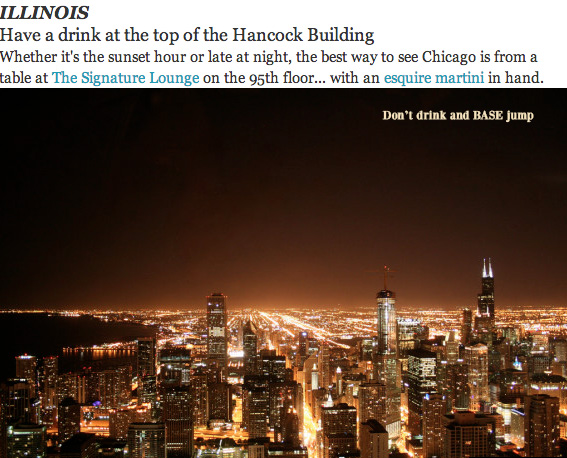 ILLINOIS
Have a drink at the top of the Hancock Building
Whether it's the sunset hour or late at night, the best way to see Chicago is from a
table at The Signature Lounge on the 95th floor... with an esquire martini in hand.
Don't drink and BASE jump